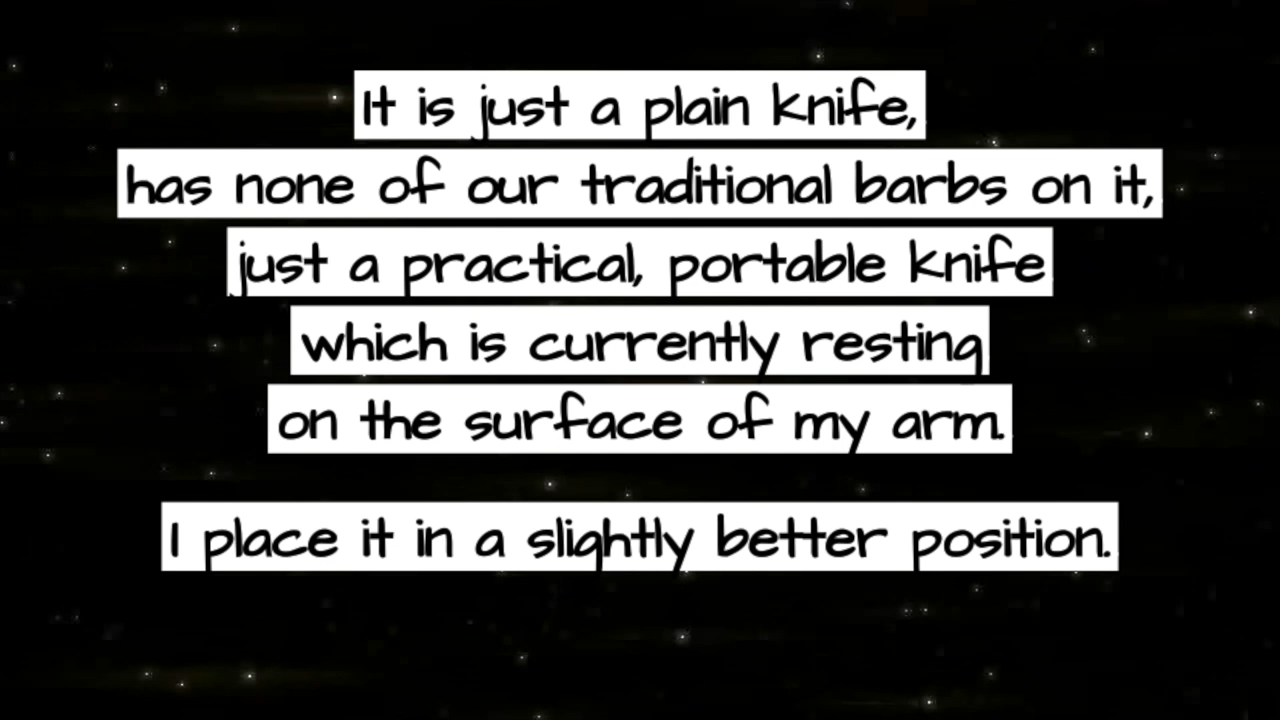 It is just a plain knife,
has none of our traditional barbs on it,
just a practical, portable knife
which is currently resting
on the surface of my arm.
I place it in a slightly better position.